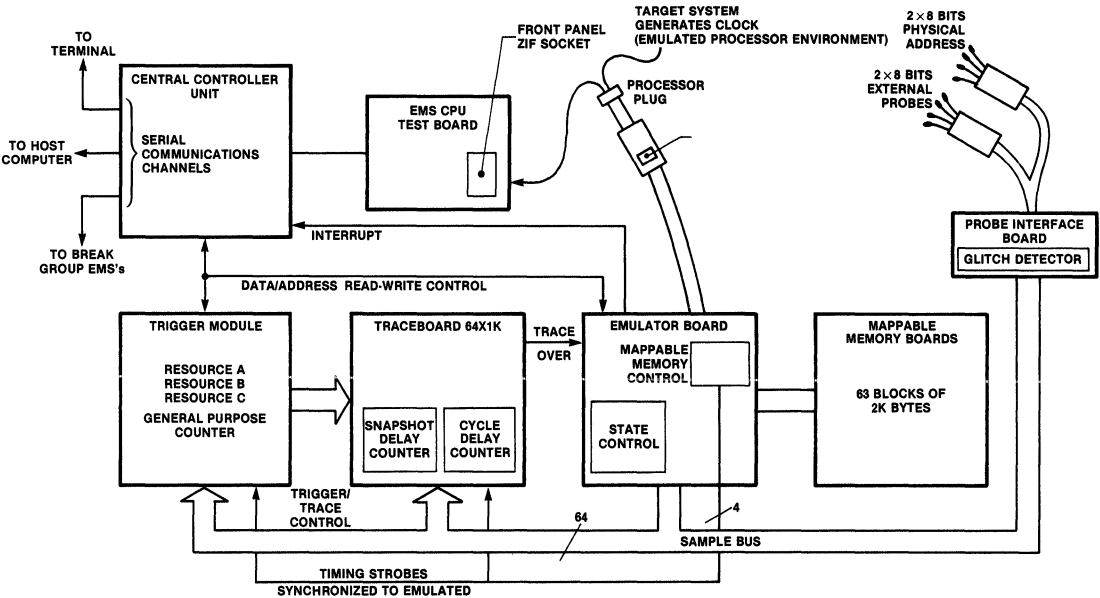 TO
TERMINAL
TO HOST
COMPUTER
TO BREAK
GROUP EMS's
CENTRAL CONTROLLER
UNIT
SERIAL
COMMUNICATIONS
CHANNELS
EMS CPU
TEST BOARD
FRONT PANEL
ZIF SOCKET
TARGET SYSTEM
GENERATES CLOCK
(EMULATED PROCESSOR ENVIRONMENT)
PROCESSOR
PLUG
2×8 BITS
PHYSICAL
ADDRESS
2×8 BITS
EXTERNAL
PROBES
PROBE INTERFACE
BOARD
GLITCH DETECTOR
INTERRUPT
DATA/ADDRESS READ-WRITE CONTROL
TRIGGER MODULE
RESOURCE A
RESOURCE B
RESOURCE C
GENERAL PURPOSE
COUNTER
TRACEBOARD 64X1K
SNAPSHOT
DELAY
COUNTER
CYCLE
DELAY
COUNTER
TRACE
OVER
EMULATOR BOARD
MAPPABLE
MEMORY
CONTROL
STATE
CONTROL
MAPPABLE
MEMORY BOARDS
63 BLOCKS OF
2K BYTES
TRIGGER/
TRACE
CONTROL
64
4
SAMPLE BUS
TIMING STROBES
SYNCHRONIZED TO EMULATED